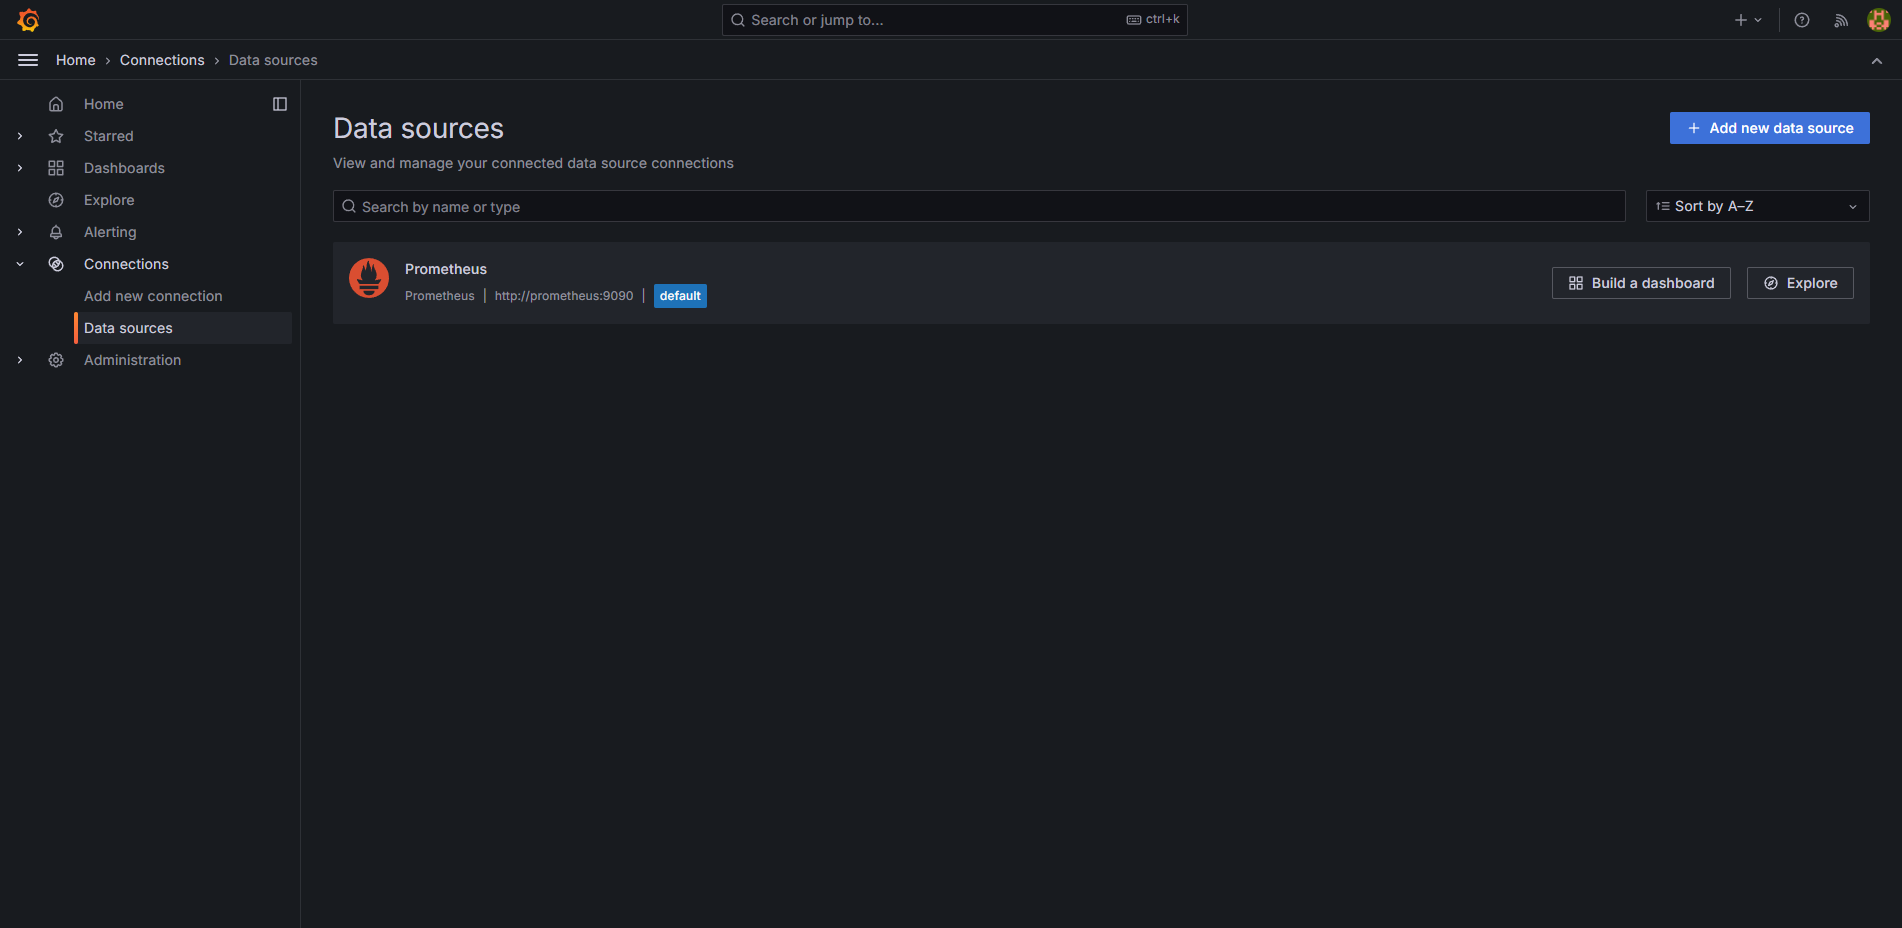 Search or jump to... ctrl+k
Home › Connections › Data sources
Home
Starred
Dashboards
Explore
Alerting
Connections
Add new connection
Data sources
Administration
Data sources
Add new data source
View and manage your connected data source connections
Search by name or type
Sort by A–Z
Prometheus
Prometheus | http://prometheus:9090 | default
Build a dashboard
Explore